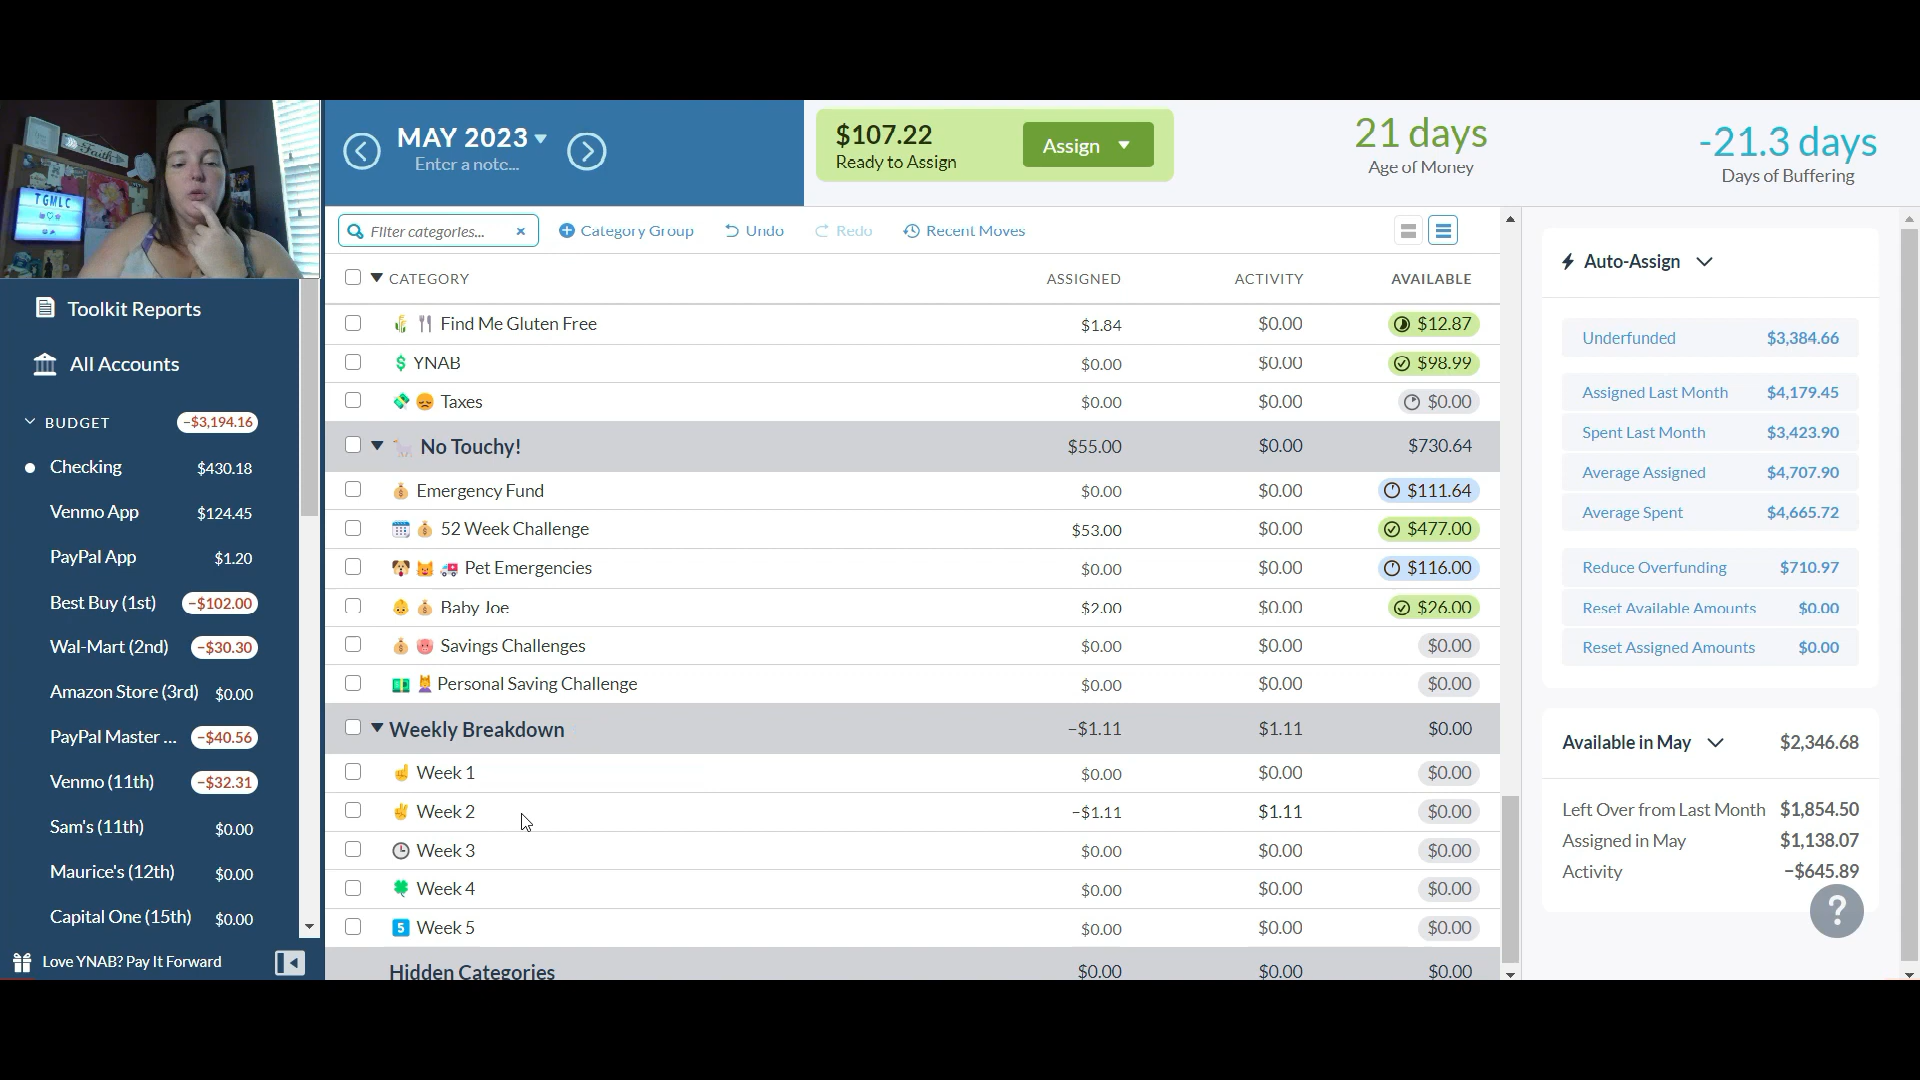 Faith
TGMLC
MAY 2023
Enter a note...
$107.22
Ready to Assign
Assign
21 days
Age of Money
-21.3 days
Days of Buffering
Filter categories...
Category Group
Undo
Redo
Recent Moves
CATEGORY ASSIGNED ACTIVITY AVAILABLE
Find Me Gluten Free $1.84 $0.00 $12.87
YNAB $0.00 $0.00 $98.99
Taxes $0.00 $0.00 $0.00
No Touchy! $55.00 $0.00 $730.64
Emergency Fund $0.00 $0.00 $111.64
52 Week Challenge $53.00 $0.00 $477.00
Pet Emergencies $0.00 $0.00 $116.00
Baby Joe $2.00 $0.00 $26.00
Savings Challenges $0.00 $0.00 $0.00
Personal Saving Challenge $0.00 $0.00 $0.00
Weekly Breakdown −$1.11 $1.11 $0.00
Week 1 $0.00 $0.00 $0.00
Week 2 −$1.11 $1.11 $0.00
Week 3 $0.00 $0.00 $0.00
Week 4 $0.00 $0.00 $0.00
5 Week 5 $0.00 $0.00 $0.00
Hidden Categories $0.00 $0.00 $0.00
Toolkit Reports
All Accounts
BUDGET −$3,194.16
Checking $430.18
Venmo App $124.45
PayPal App $1.20
Best Buy (1st) −$102.00
Wal-Mart (2nd) −$30.30
Amazon Store (3rd) $0.00
PayPal Master ... −$40.56
Venmo (11th) −$32.31
Sam's (11th) $0.00
Maurice's (12th) $0.00
Capital One (15th) $0.00
Love YNAB? Pay It Forward
Auto-Assign
Underfunded $3,384.66
Assigned Last Month $4,179.45
Spent Last Month $3,423.90
Average Assigned $4,707.90
Average Spent $4,665.72
Reduce Overfunding $710.97
Reset Available Amounts $0.00
Reset Assigned Amounts $0.00
Available in May $2,346.68
Left Over from Last Month $1,854.50
Assigned in May $1,138.07
Activity −$645.89
?